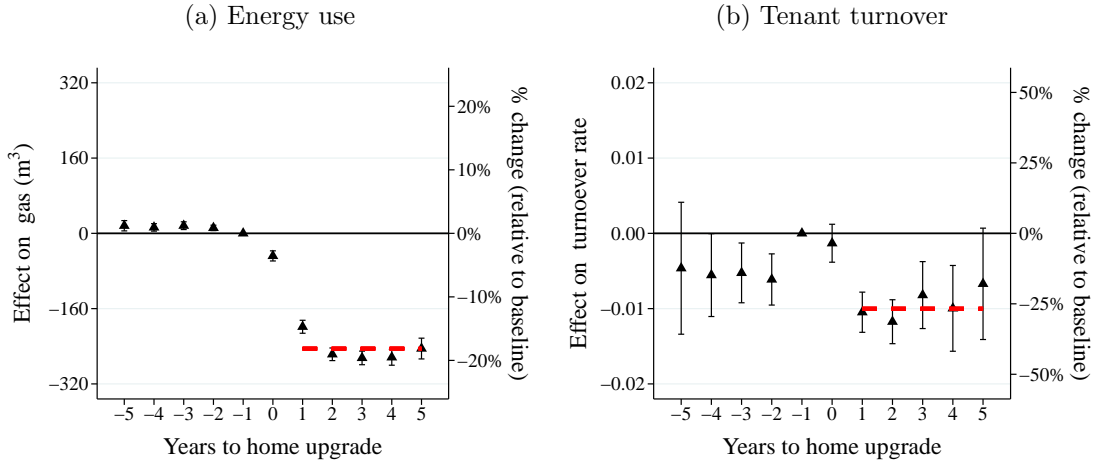 (a) Energy use
320
160
0
−160
−320
Effect on gas (m³)
20%
10%
0%
−10%
−20%
% change (relative to baseline)
−5 −4 −3 −2 −1 0 1 2 3 4 5
Years to home upgrade
(b) Tenant turnover
0.02
0.01
0.00
−0.01
−0.02
Effect on turnoever rate
50%
25%
0%
−25%
−50%
% change (relative to baseline)
−5 −4 −3 −2 −1 0 1 2 3 4 5
Years to home upgrade